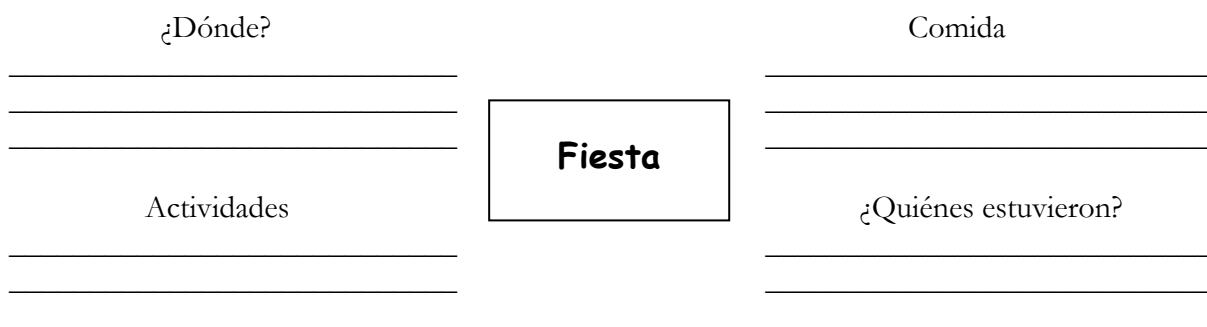 ¿Dónde?
Comida
Fiesta
Actividades
¿Quiénes estuvieron?